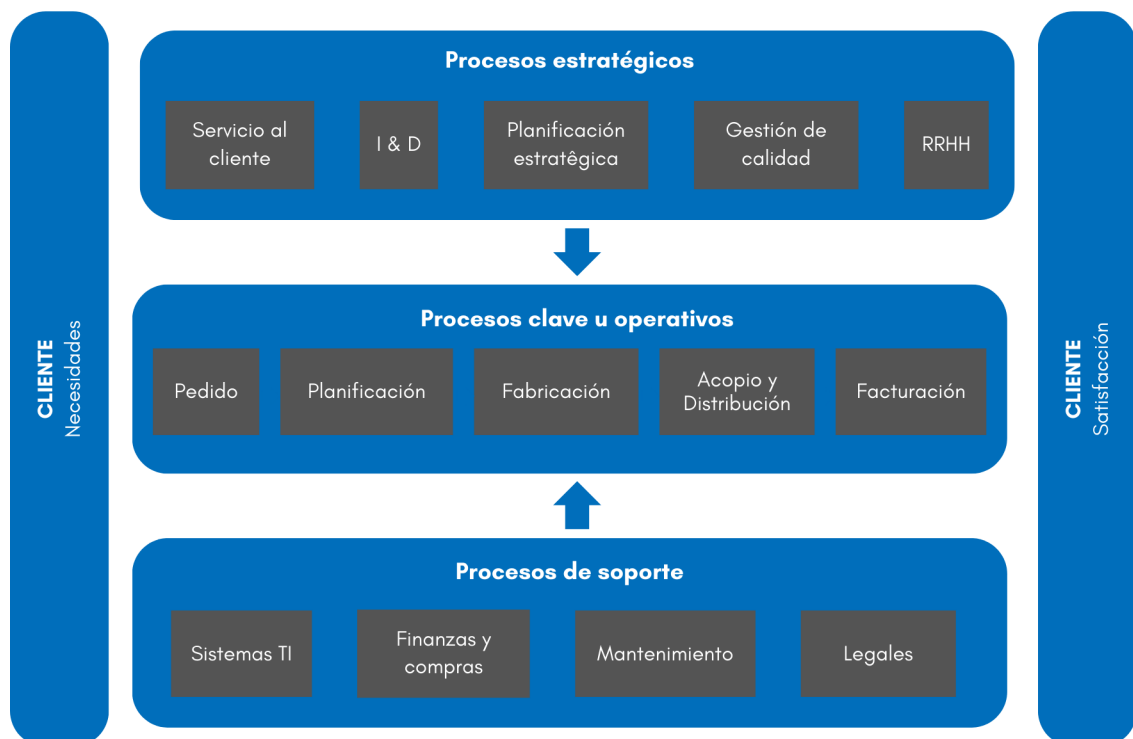 CLIENTE
Necesidades
Procesos estratégicos
Servicio al
cliente
I & D
Planificación
estratêgica
Gestión de
calidad
RRHH
Procesos clave u operativos
Pedido
Planificación
Fabricación
Acopio y
Distribución
Facturación
Procesos de soporte
Sistemas TI
Finanzas y
compras
Mantenimiento
Legales
CLIENTE
Satisfacción